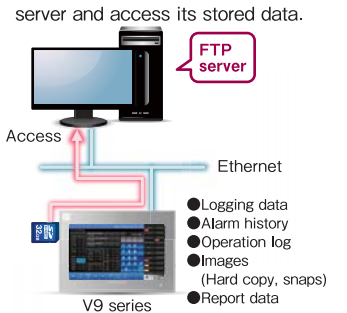 server and access its stored data.
FTP
server
Access
Ethernet
32GB
●Logging data
●Alarm history
●Operation log
●Images
(Hard copy, snaps)
●Report data
V9 series